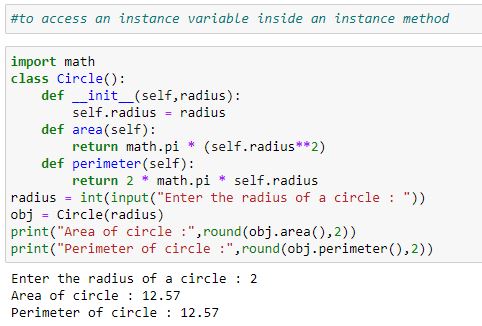 #to access an instance variable inside an instance method
import math
class Circle():
    def __init__(self,radius):
        self.radius = radius
    def area(self):
        return math.pi * (self.radius**2)
    def perimeter(self):
        return 2 * math.pi * self.radius
radius = int(input("Enter the radius of a circle : "))
obj = Circle(radius)
print("Area of circle :",round(obj.area(),2))
print("Perimeter of circle :",round(obj.perimeter(),2))
Enter the radius of a circle : 2
Area of circle : 12.57
Perimeter of circle : 12.57